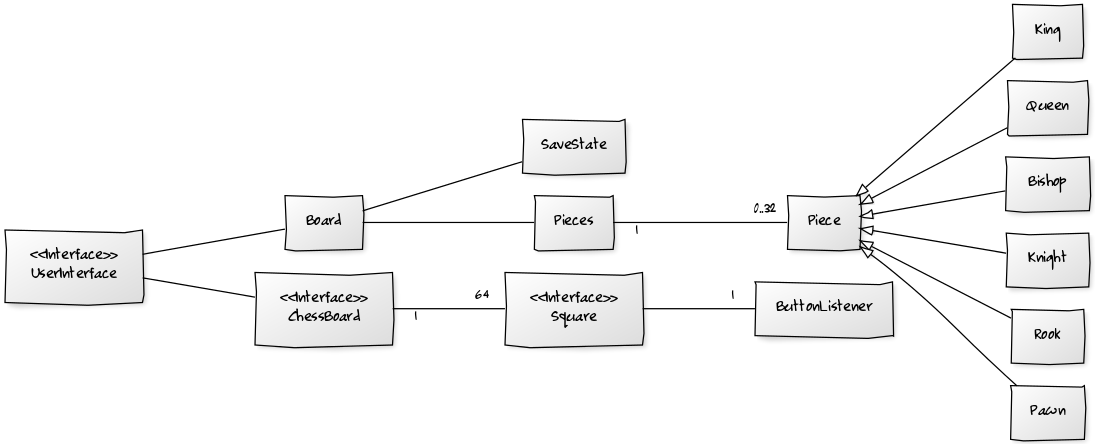 King
Queen
SaveState
Bishop
Board
Pieces
1
0..32
Piece
<<Interface>>
UserInterface
Knight
<<Interface>>
ChessBoard
1
64
<<Interface>>
Square
1
ButtonListener
Rook
Pawn